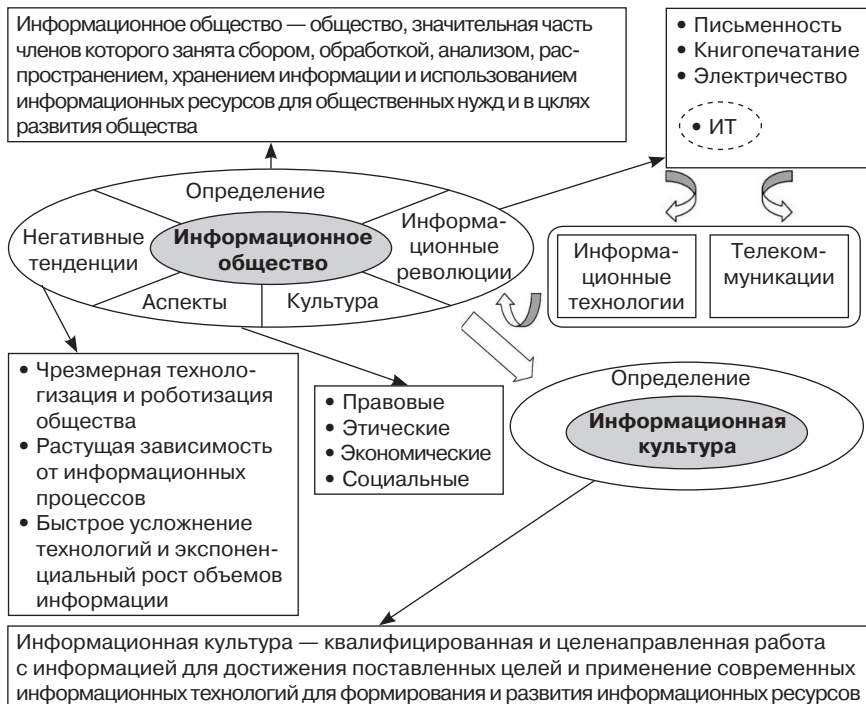 Информационное общество — общество, значительная часть
членов которого занята сбором, обработкой, анализом, рас-
пространением, хранением информации и использованием
информационных ресурсов для общественных нужд и в цклях
развития общества
• Письменность
• Книгопечатание
• Электричество
• ИТ
Определение
Негативные
тенденции
Информационное
общество
Информа-
ционные
революции
Аспекты
Культура
Информа-
ционные
технологии
Телеком-
муникации
• Чрезмерная техноло-
гизация и роботизация
общества
• Растущая зависимость
от информационных
процессов
• Быстрое усложнение
технологий и экспонен-
циальный рост объемов
информации
• Правовые
• Этические
• Экономические
• Социальные
Определение
Информационная
культура
Информационная культура — квалифицированная и целенаправленная работа
с информацией для достижения поставленных целей и применение современных
информационных технологий для формирования и развития информационных ресурсов